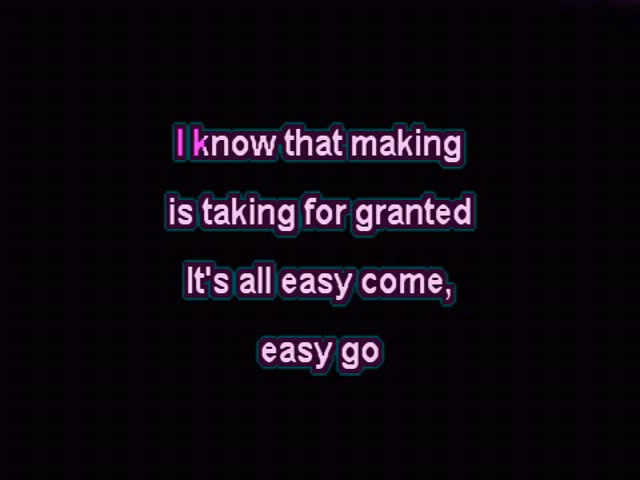 I know that making
is taking for granted
It's all easy come,
easy go